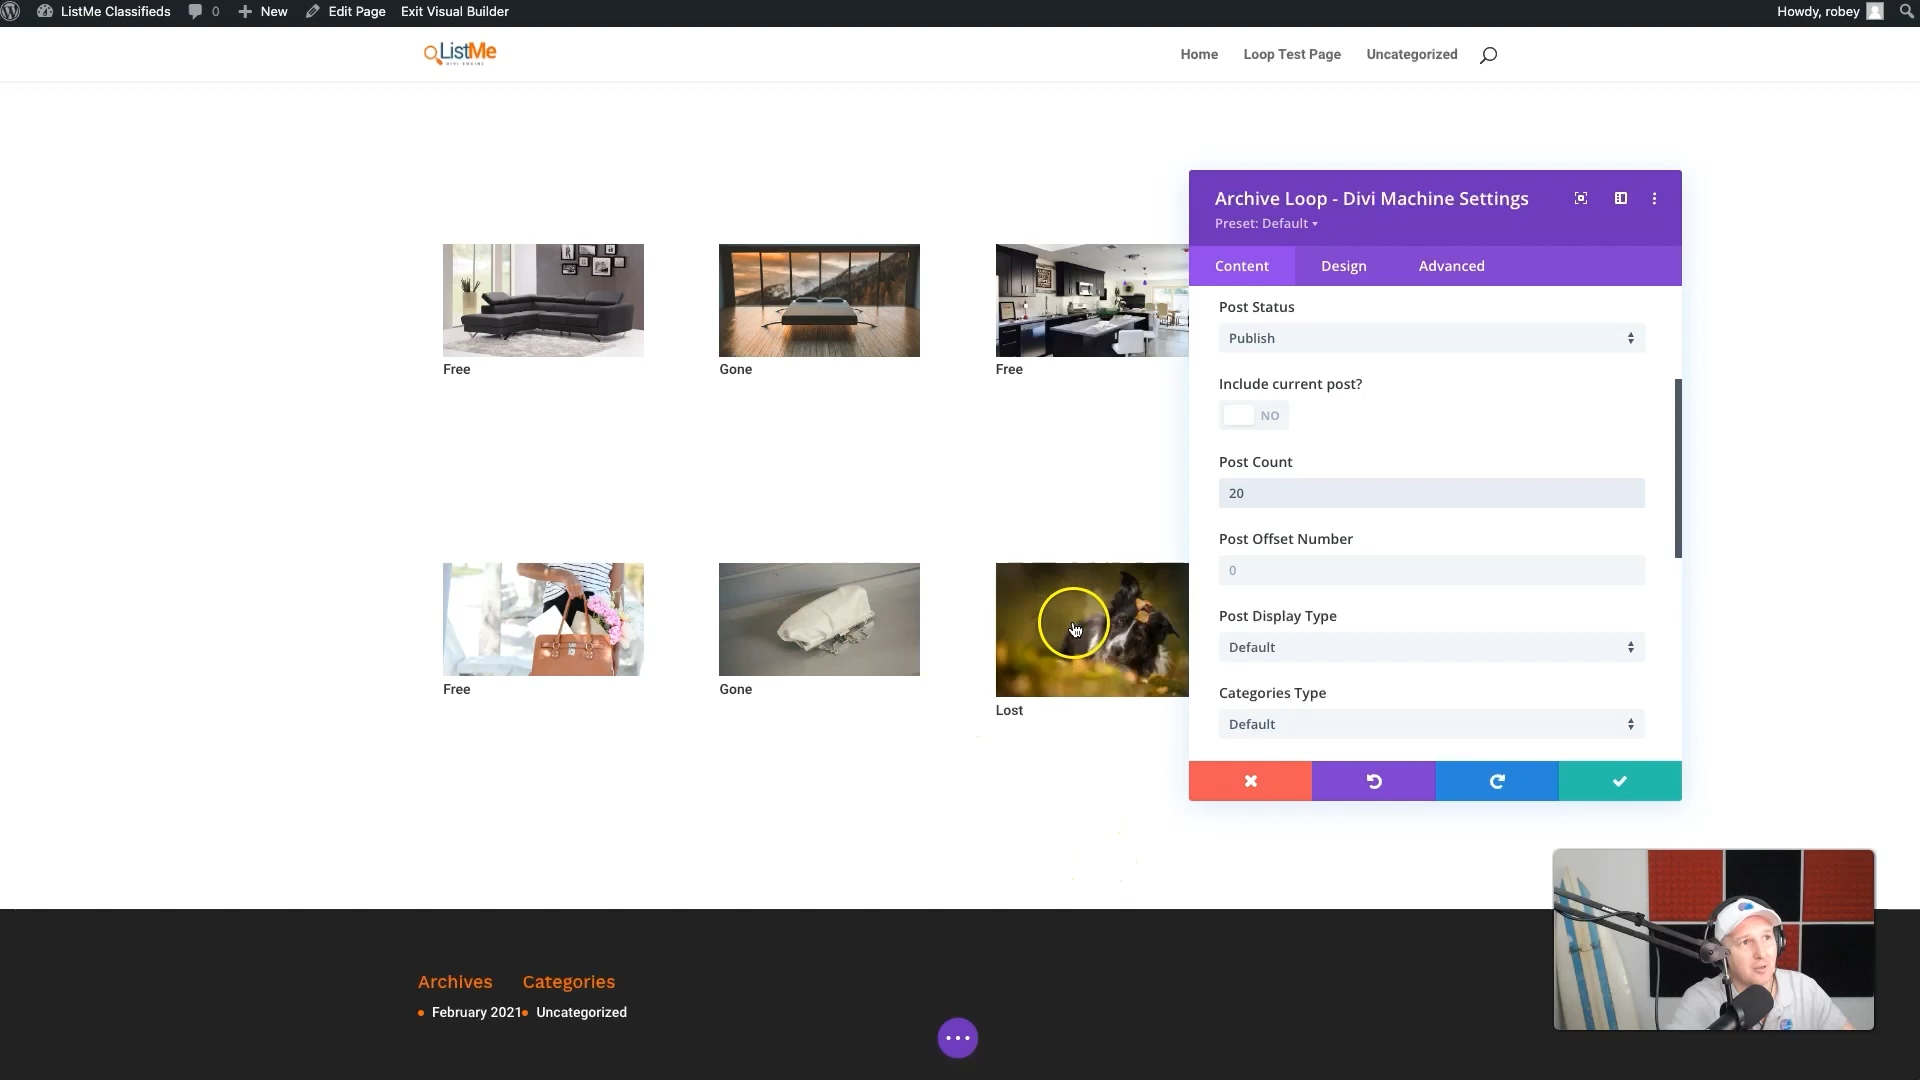 ListMe Classifieds
0
New
Edit Page
Exit Visual Builder
Howdy, robey
ListMe
DIVI-ENGINE
Home
Loop Test Page
Uncategorized
Free
Gone
Free
Free
Gone
Lost
Archive Loop - Divi Machine Settings
Preset: Default
Content
Design
Advanced
Post Status
Publish
Include current post?
NO
Post Count
20
Post Offset Number
0
Post Display Type
Default
Categories Type
Default
Archives
February 2021
Categories
Uncategorized